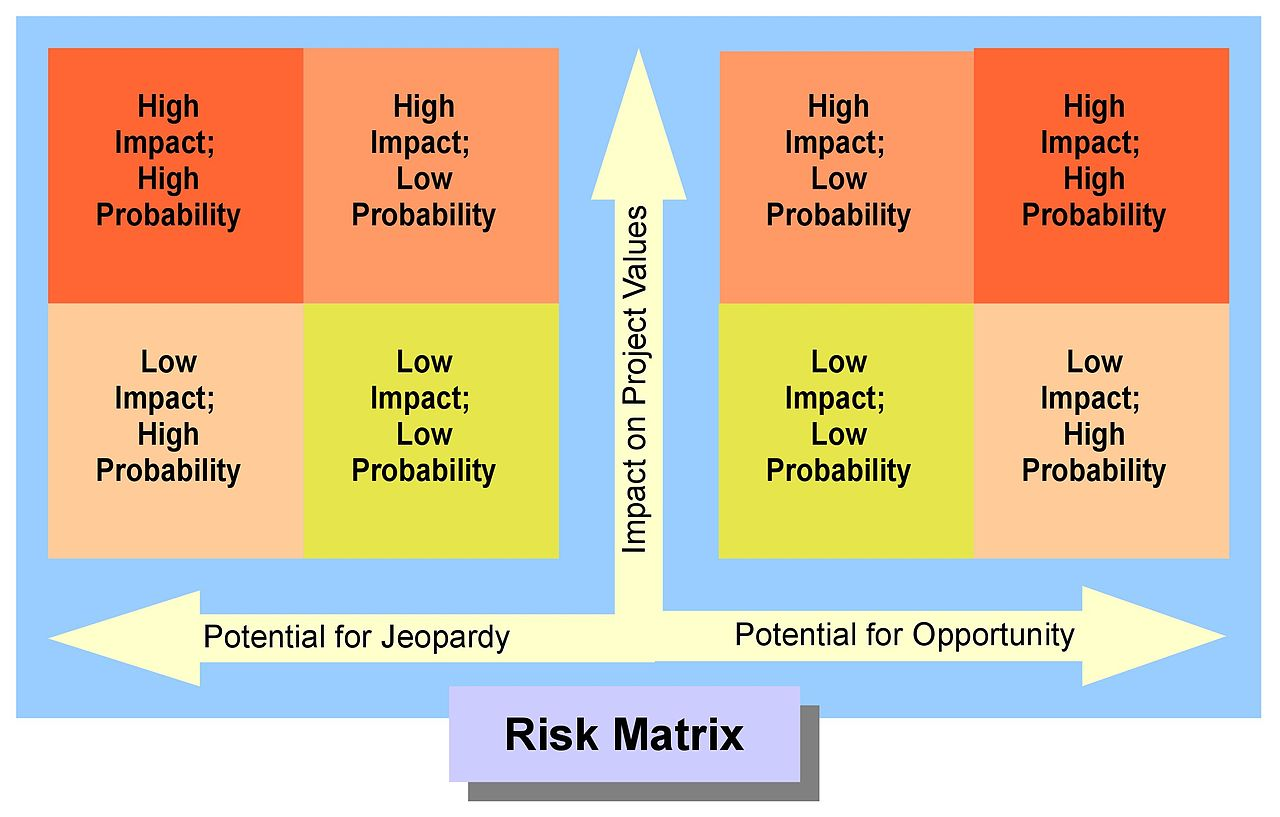 High
Impact;
High
Probability
High
Impact;
Low
Probability
High
Impact;
Low
Probability
High
Impact;
High
Probability
Low
Impact;
High
Probability
Low
Impact;
Low
Probability
Low
Impact;
Low
Probability
Low
Impact;
High
Probability
Impact on Project Values
Potential for Jeopardy
Potential for Opportunity
Risk Matrix